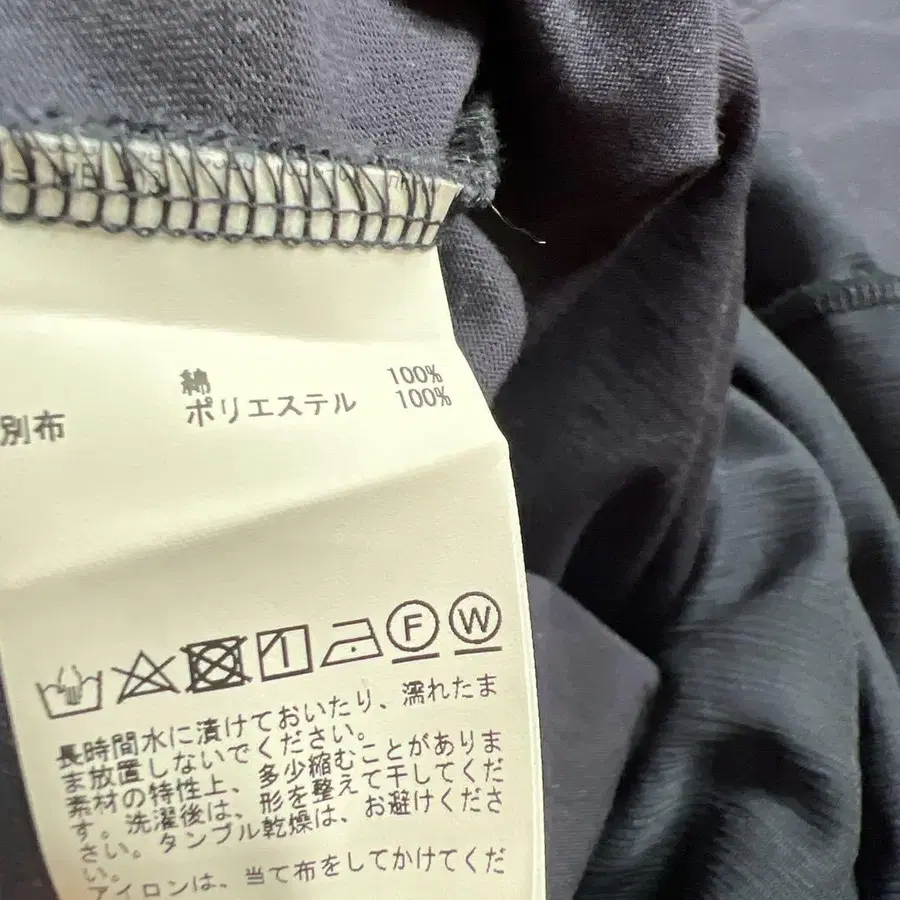 綿 100%
別布 ポリエステル 100%
F W
長時間水に漬けておいたり、濡れたま
ま放置しないでください。
素材の特性上、多少縮むことがありま
す。洗濯後は、形を整えて干してくだ
さい。タンブル乾燥は、お避けくださ
い。
アイロンは、当て布をしてかけてくだ